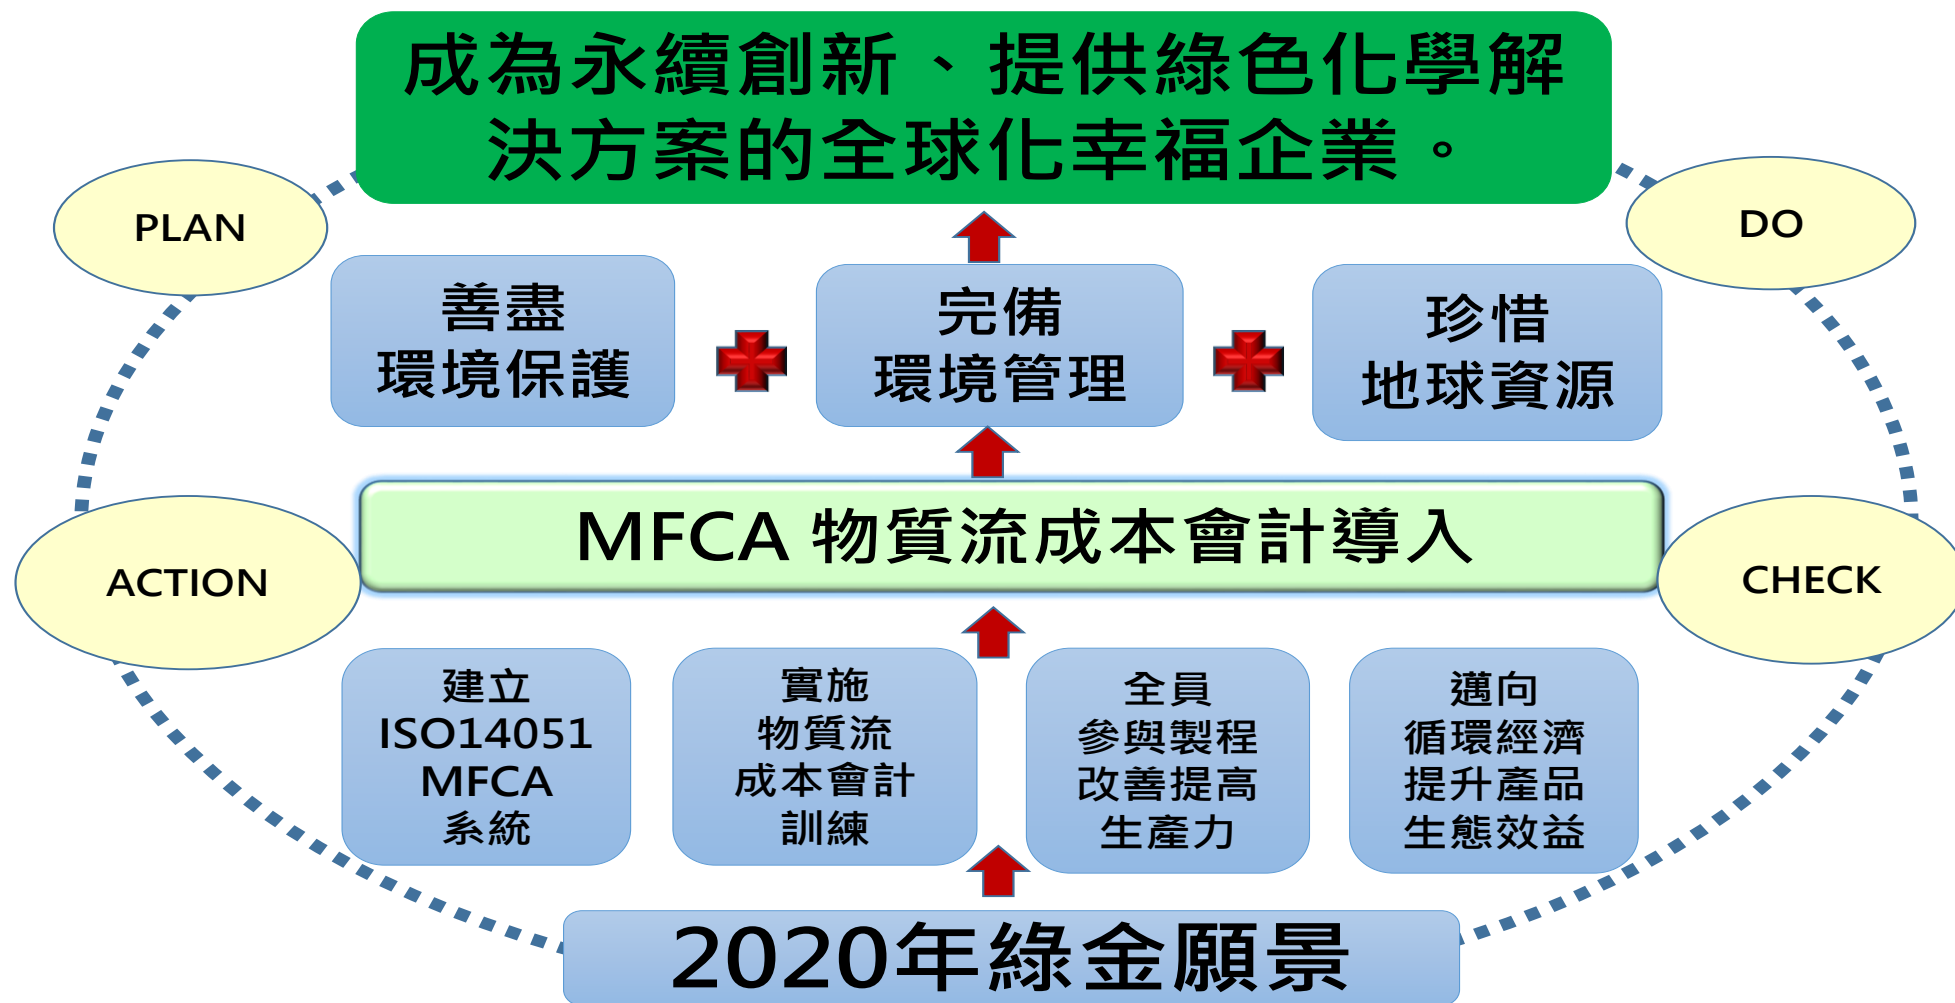 成為永續創新、提供綠色化學解
決方案的全球化幸福企業。
PLAN
DO
善盡
環境保護
完備
環境管理
珍惜
地球資源
MFCA 物質流成本會計導入
ACTION
CHECK
建立
ISO14051
MFCA
系統
實施
物質流
成本會計
訓練
全員
參與製程
改善提高
生產力
邁向
循環經濟
提升產品
生態效益
2020年綠金願景